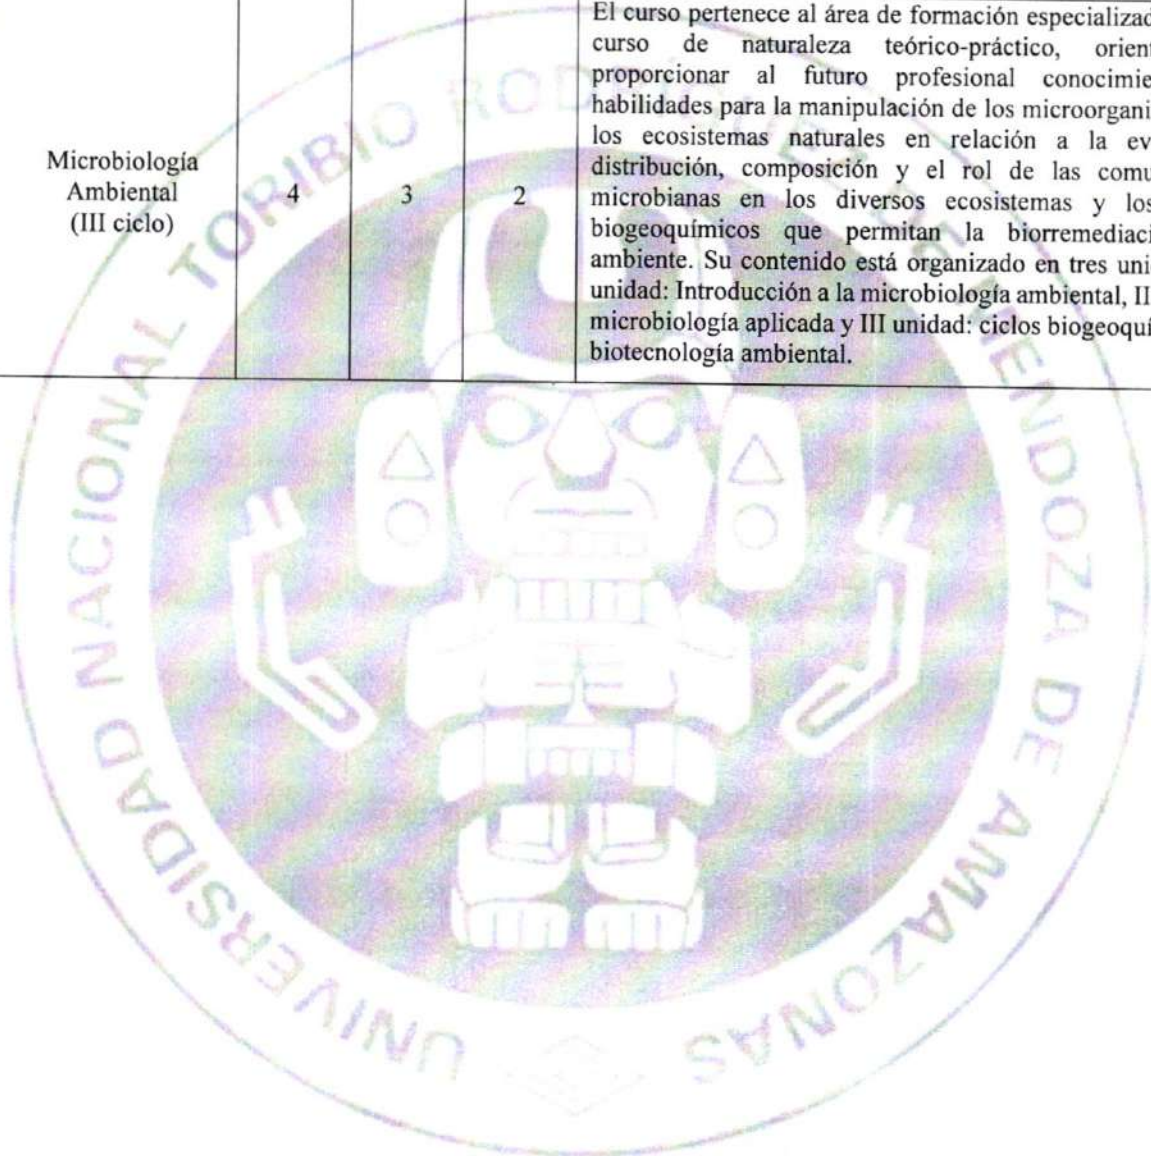 El curso pertenece al área de formación especializad
curso de naturaleza teórico-práctico, orien
proporcionar al futuro profesional conocimie
habilidades para la manipulación de los microorgani
los ecosistemas naturales en relación a la ev
distribución, composición y el rol de las comu
microbianas en los diversos ecosistemas y los
biogeoquímicos que permitan la biorremediaci
ambiente. Su contenido está organizado en tres uni
unidad: Introducción a la microbiología ambiental, II
microbiología aplicada y III unidad: ciclos biogeoquí
biotecnología ambiental.
Microbiología
Ambiental
(III ciclo)
4
3
2
UNIVERSIDAD NACIONAL TORIBIO RODRÍGUEZ DE MENDOZA DE AMAZONAS